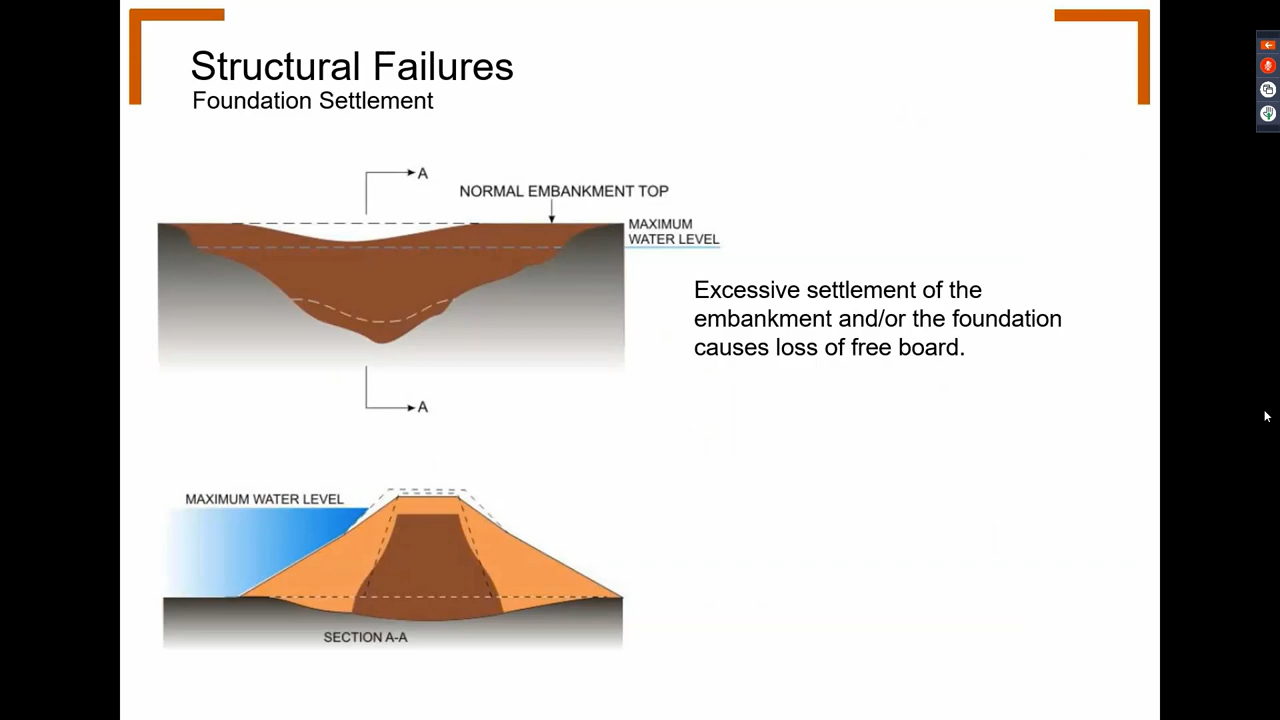 Structural Failures
Foundation Settlement
A
NORMAL EMBANKMENT TOP
MAXIMUM
WATER LEVEL
Excessive settlement of the
embankment and/or the foundation
causes loss of free board.
A
MAXIMUM WATER LEVEL
SECTION A-A